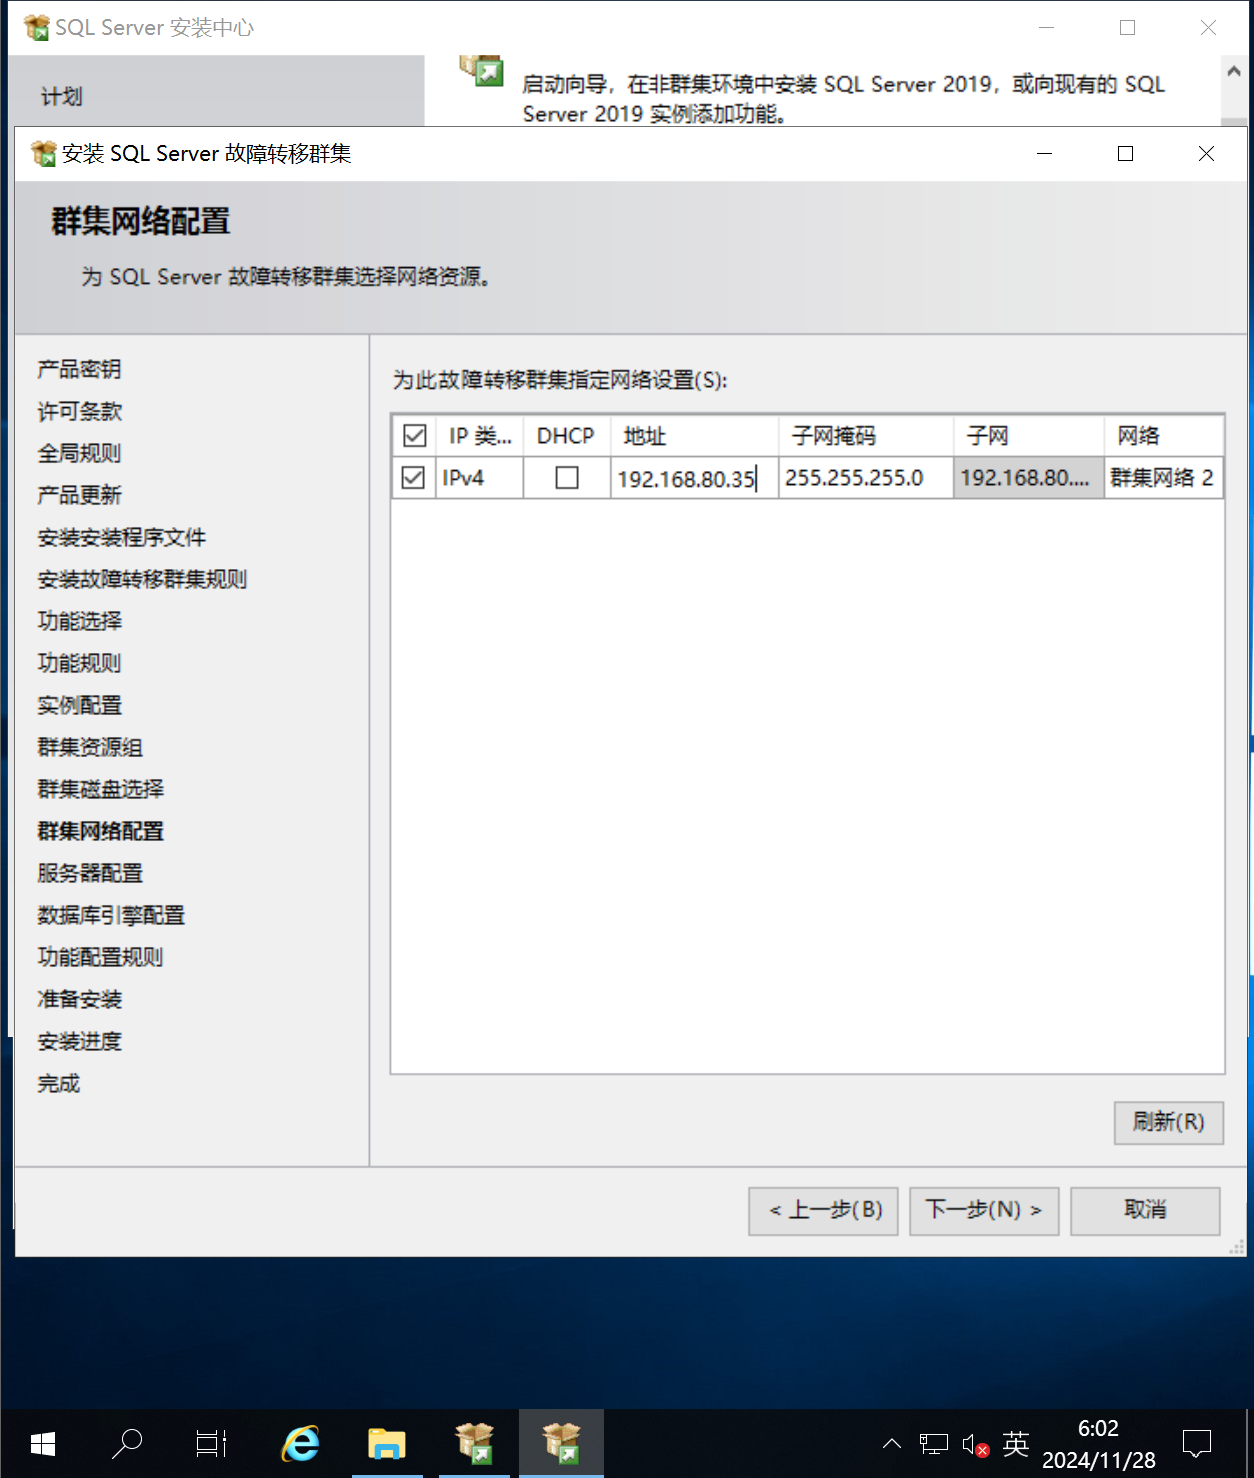 SQL Server 安装中心
计划
启动向导，在非群集环境中安装 SQL Server 2019，或向现有的 SQL
Server 2019 实例添加功能。
安装 SQL Server 故障转移群集
群集网络配置
为 SQL Server 故障转移群集选择网络资源。
产品密钥
许可条款
全局规则
产品更新
安装安装程序文件
安装故障转移群集规则
功能选择
功能规则
实例配置
群集资源组
群集磁盘选择
群集网络配置
服务器配置
数据库引擎配置
功能配置规则
准备安装
安装进度
完成
为此故障转移群集指定网络设置(S):
IP 类... DHCP 地址 子网掩码 子网 网络
IPv4 192.168.80.35 255.255.255.0 192.168.80.... 群集网络 2
刷新(R)
< 上一步(B) 下一步(N) > 取消
英
6:02
2024/11/28